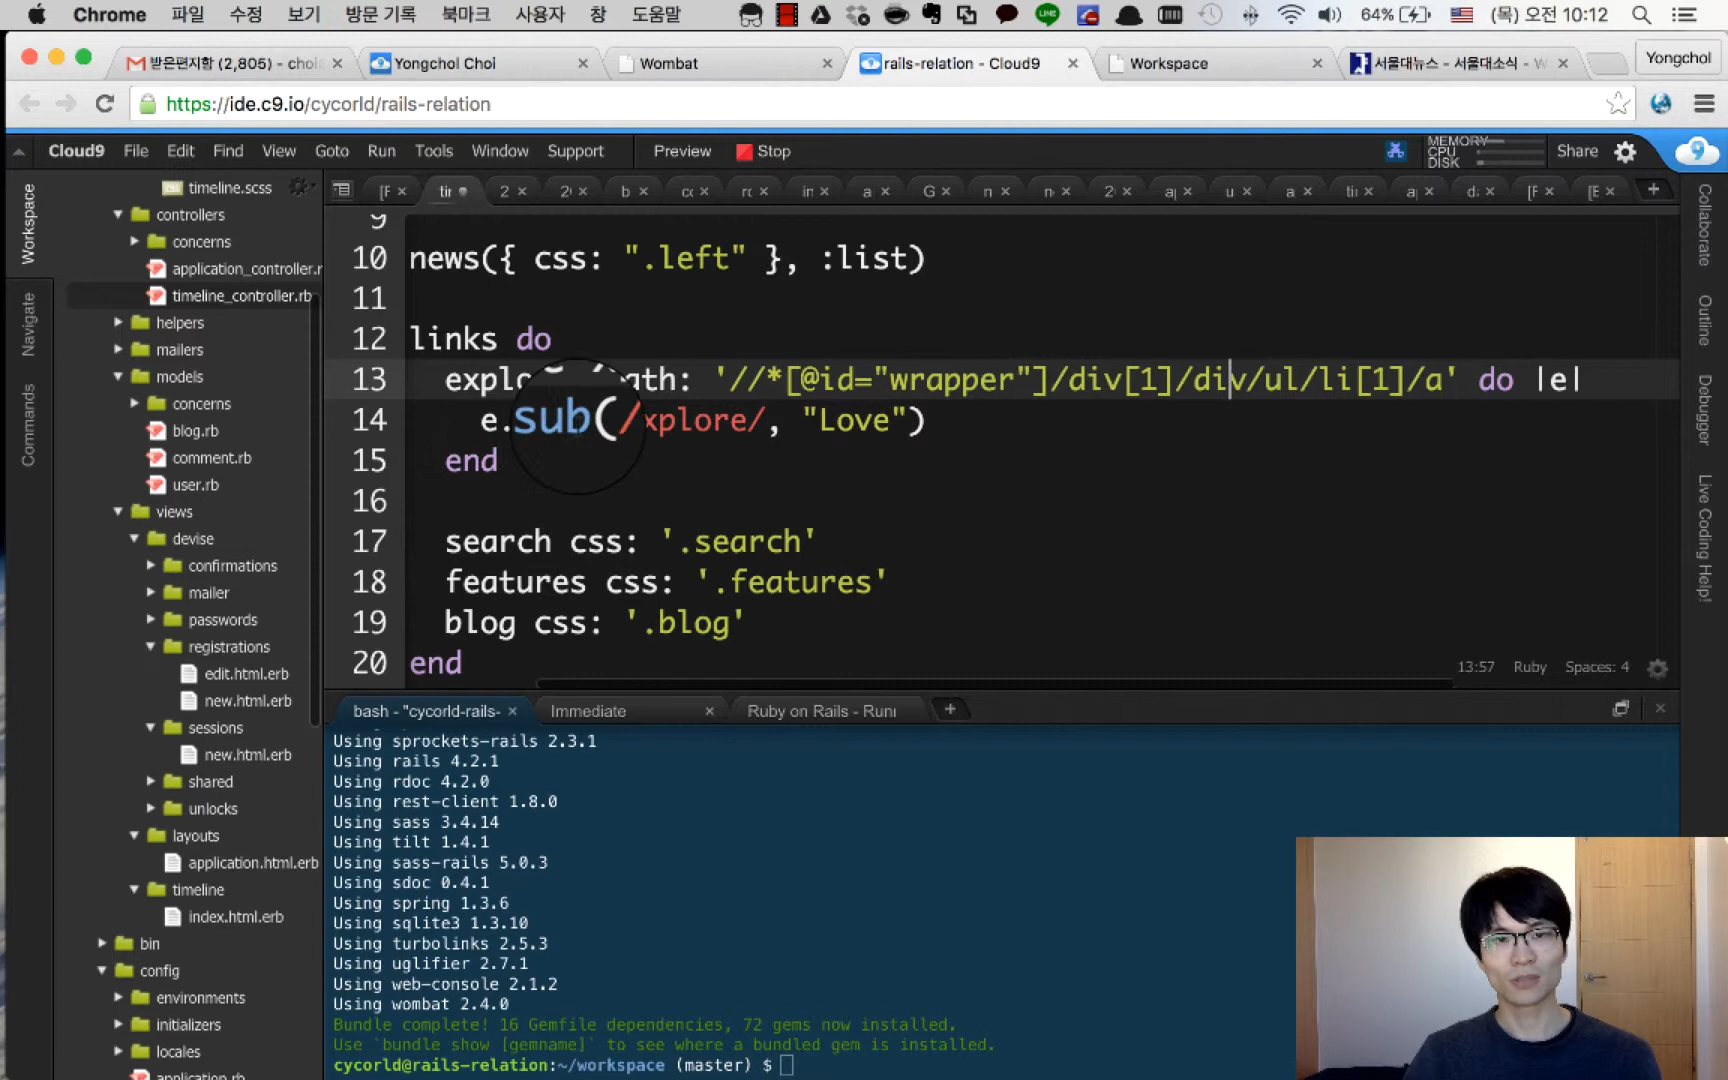 Chrome 파일 수정 보기 방문 기록 북마크 사용자 창 도움말 64% (목) 오전 10:12
받은편지함 (2,805) - choi Yongchol Choi Wombat rails-relation - Cloud9 Workspace 서울대뉴스 - 서울대소식 - W Yongchol
https://ide.c9.io/cycorld/rails-relation
Cloud9 File Edit Find View Goto Run Tools Window Support Preview Stop MEMORY CPU DISK Share
Workspace
Navigate
Commands
timeline.scss
controllers
concerns
application_controller.r
timeline_controller.rb
helpers
mailers
models
concerns
blog.rb
comment.rb
user.rb
views
devise
confirmations
mailer
passwords
registrations
edit.html.erb
new.html.erb
sessions
new.html.erb
shared
unlocks
layouts
application.html.erb
timeline
index.html.erb
bin
config
environments
initializers
locales
application.rb
9
10 news({ css: ".left" }, :list)
11
12 links do
13 explo path: '//*[@id="wrapper"]/div[1]/div/ul/li[1]/a' do |e|
14 e.sub(/xplore/, "Love")
15 end
16
17 search css: '.search'
18 features css: '.features'
19 blog css: '.blog'
20 end
13:57 Ruby Spaces: 4
bash - "cycorld-rails- Immediate Ruby on Rails - Runi
Using sprockets-rails 2.3.1
Using rails 4.2.1
Using rdoc 4.2.0
Using rest-client 1.8.0
Using sass 3.4.14
Using tilt 1.4.1
Using sass-rails 5.0.3
Using sdoc 0.4.1
Using spring 1.3.6
Using sqlite3 1.3.10
Using turbolinks 2.5.3
Using uglifier 2.7.1
Using web-console 2.1.2
Using wombat 2.4.0
Bundle complete! 16 Gemfile dependencies, 72 gems now installed.
Use `bundle show [gemname]` to see where a bundled gem is installed.
cycorld@rails-relation:~/workspace (master) $
Collaborate
Outline
Debugger
Live Coding Help!